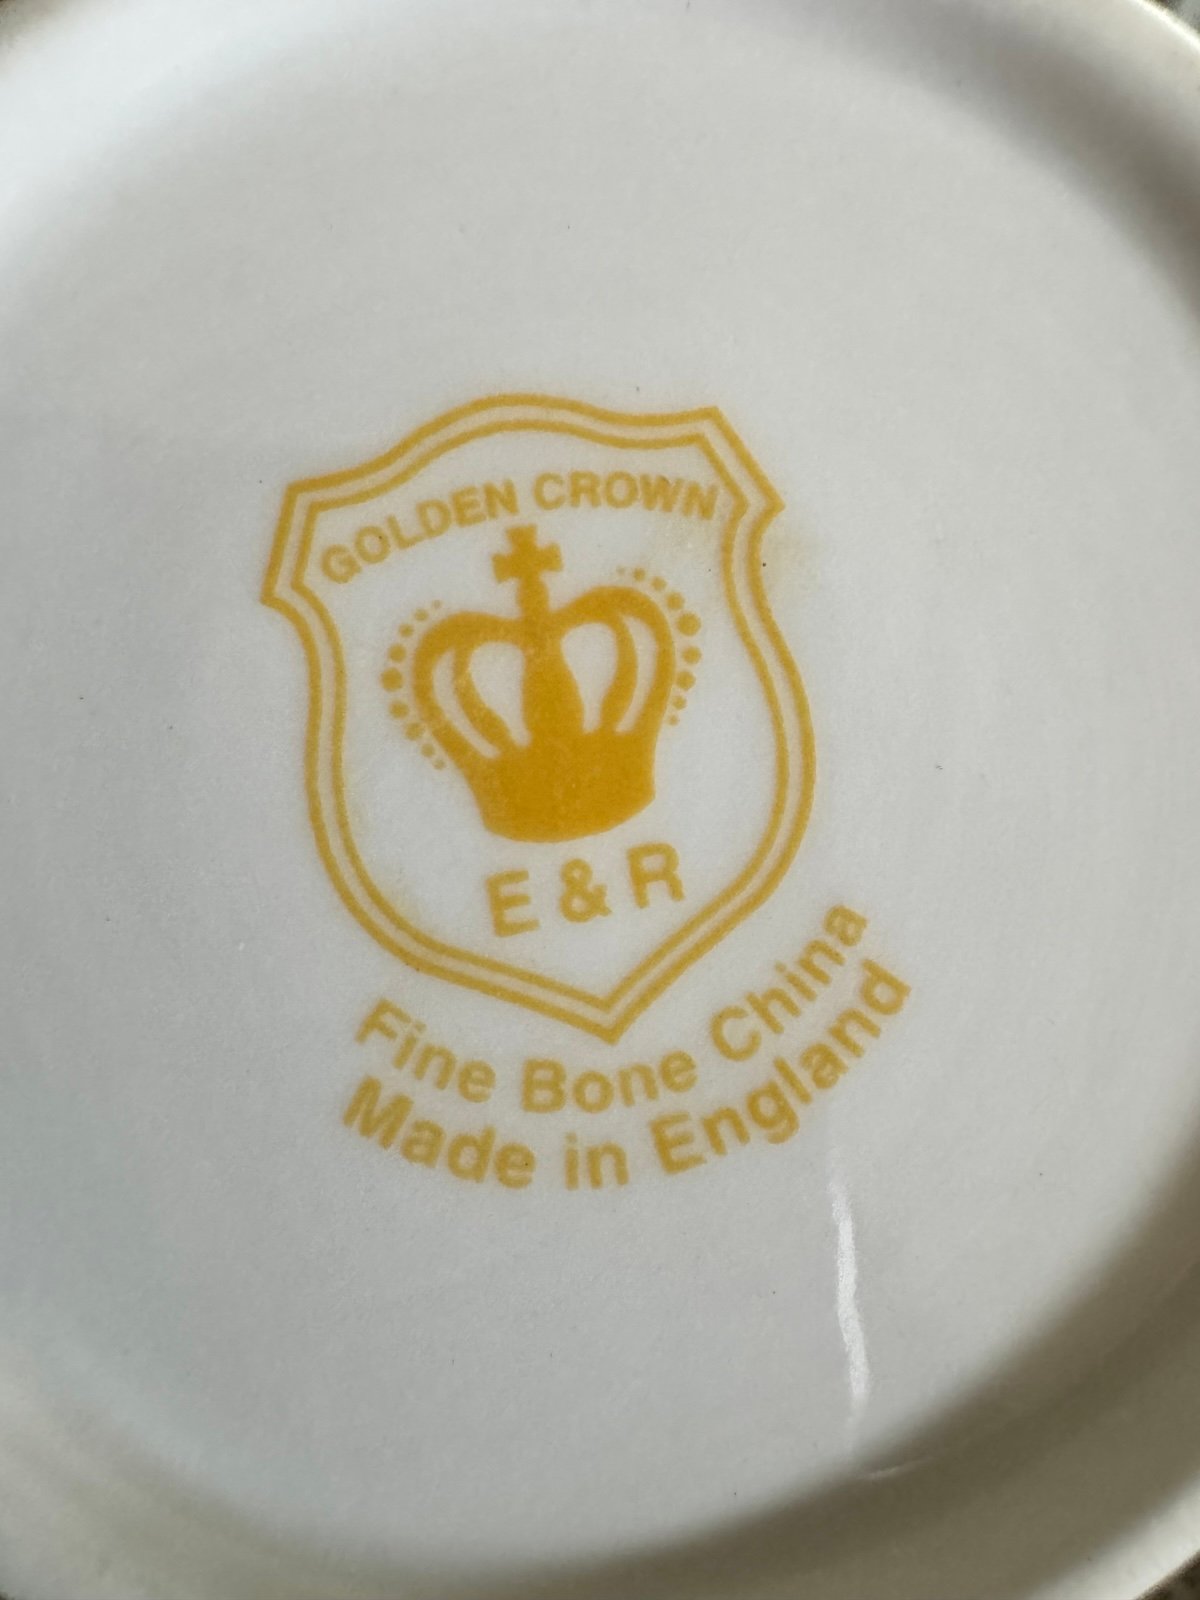 GOLDEN CROWN
E & R
Fine Bone China
Made in England